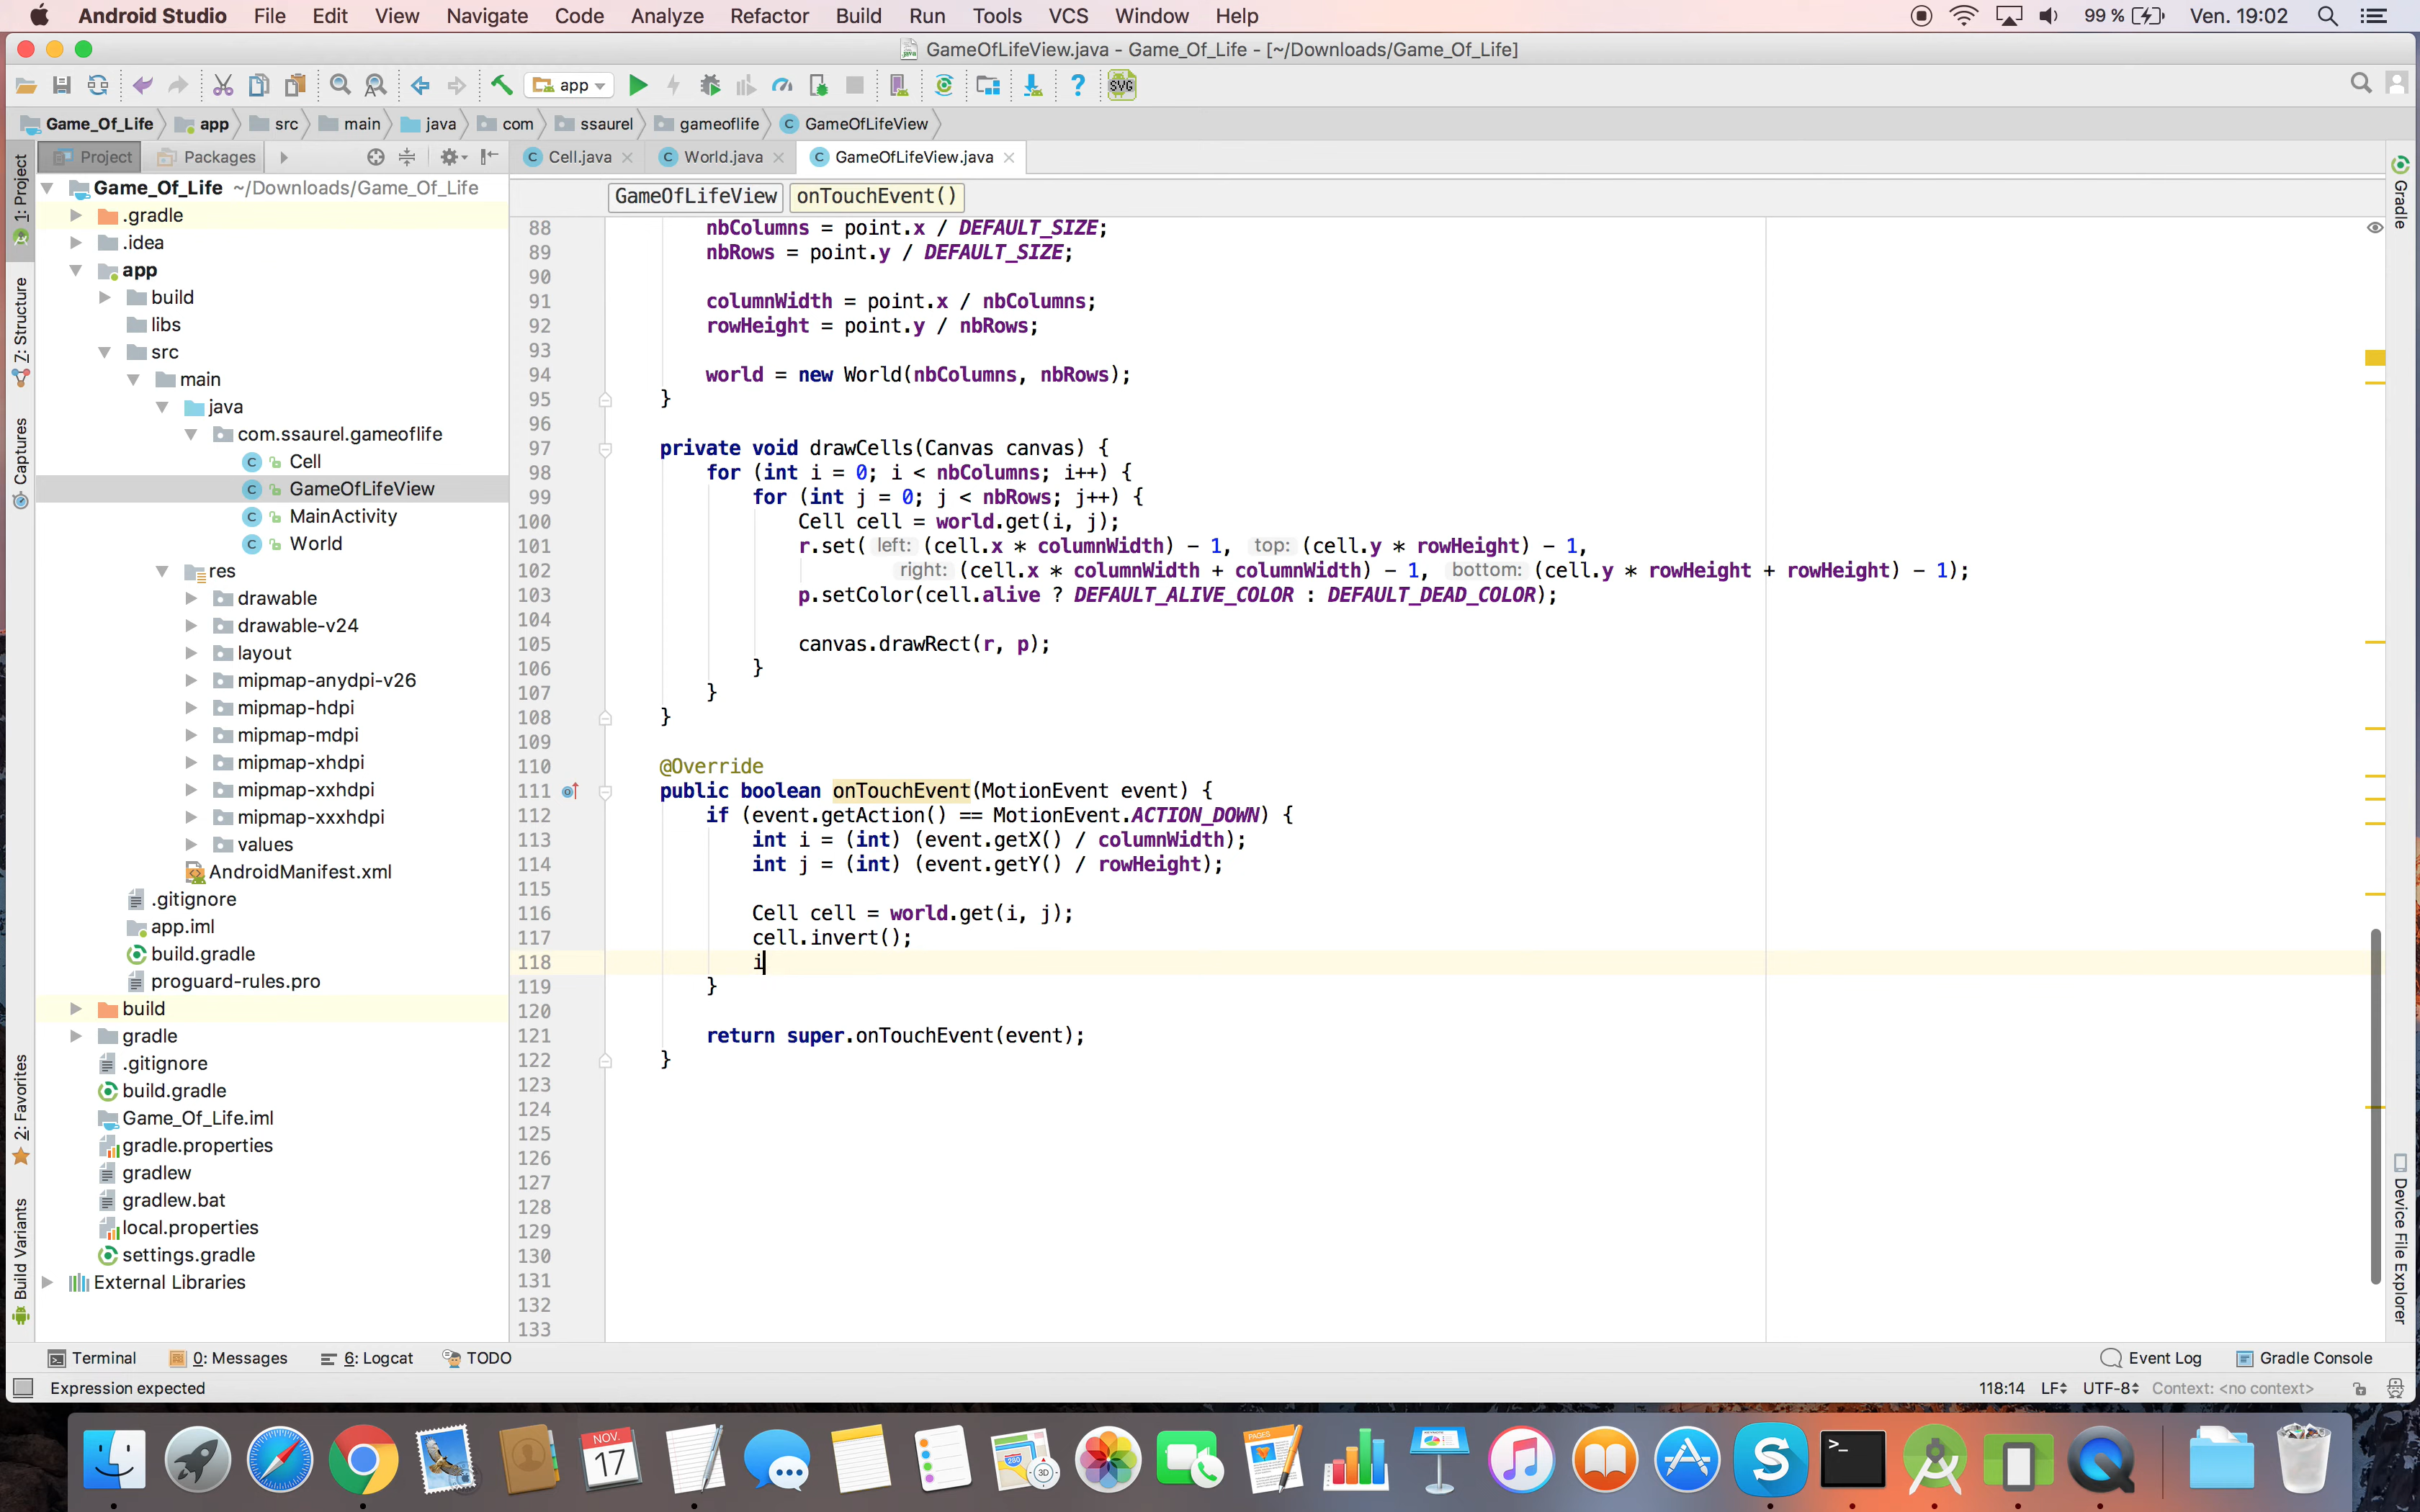 Android Studio File Edit View Navigate Code Analyze Refactor Build Run Tools VCS Window Help 99 % Ven. 19:02
GameOfLifeView.java - Game_Of_Life - [~/Downloads/Game_Of_Life]
app
SVG
Game_Of_Life app src main java com ssaurel gameoflife GameOfLifeView
1: Project
7: Structure
Captures
2: Favorites
Build Variants
Project Packages
Game_Of_Life ~/Downloads/Game_Of_Life
.gradle
.idea
app
build
libs
src
main
java
com.ssaurel.gameoflife
Cell
GameOfLifeView
MainActivity
World
res
drawable
drawable-v24
layout
mipmap-anydpi-v26
mipmap-hdpi
mipmap-mdpi
mipmap-xhdpi
mipmap-xxhdpi
mipmap-xxxhdpi
values
AndroidManifest.xml
.gitignore
app.iml
build.gradle
proguard-rules.pro
build
gradle
.gitignore
build.gradle
Game_Of_Life.iml
gradle.properties
gradlew
gradlew.bat
local.properties
settings.gradle
External Libraries
Cell.java World.java GameOfLifeView.java
GameOfLifeView onTouchEvent()
88 nbColumns = point.x / DEFAULT_SIZE;
89 nbRows = point.y / DEFAULT_SIZE;
90
91 columnWidth = point.x / nbColumns;
92 rowHeight = point.y / nbRows;
93
94 world = new World(nbColumns, nbRows);
95 }
96
97 private void drawCells(Canvas canvas) {
98 for (int i = 0; i < nbColumns; i++) {
99 for (int j = 0; j < nbRows; j++) {
100 Cell cell = world.get(i, j);
101 r.set( left: (cell.x * columnWidth) - 1, top: (cell.y * rowHeight) - 1,
102 right: (cell.x * columnWidth + columnWidth) - 1, bottom: (cell.y * rowHeight + rowHeight) - 1);
103 p.setColor(cell.alive ? DEFAULT_ALIVE_COLOR : DEFAULT_DEAD_COLOR);
104
105 canvas.drawRect(r, p);
106 }
107 }
108 }
109
110 @Override
111 public boolean onTouchEvent(MotionEvent event) {
112 if (event.getAction() == MotionEvent.ACTION_DOWN) {
113 int i = (int) (event.getX() / columnWidth);
114 int j = (int) (event.getY() / rowHeight);
115
116 Cell cell = world.get(i, j);
117 cell.invert();
118 i
119 }
120
121 return super.onTouchEvent(event);
122 }
123
124
125
126
127
128
129
130
131
132
133
Gradle
Device File Explorer
Terminal 0: Messages 6: Logcat TODO Event Log Gradle Console
Expression expected 118:14 LF UTF-8 Context: <no context>
NOV.
17
280
3D
PAGES
S
>_